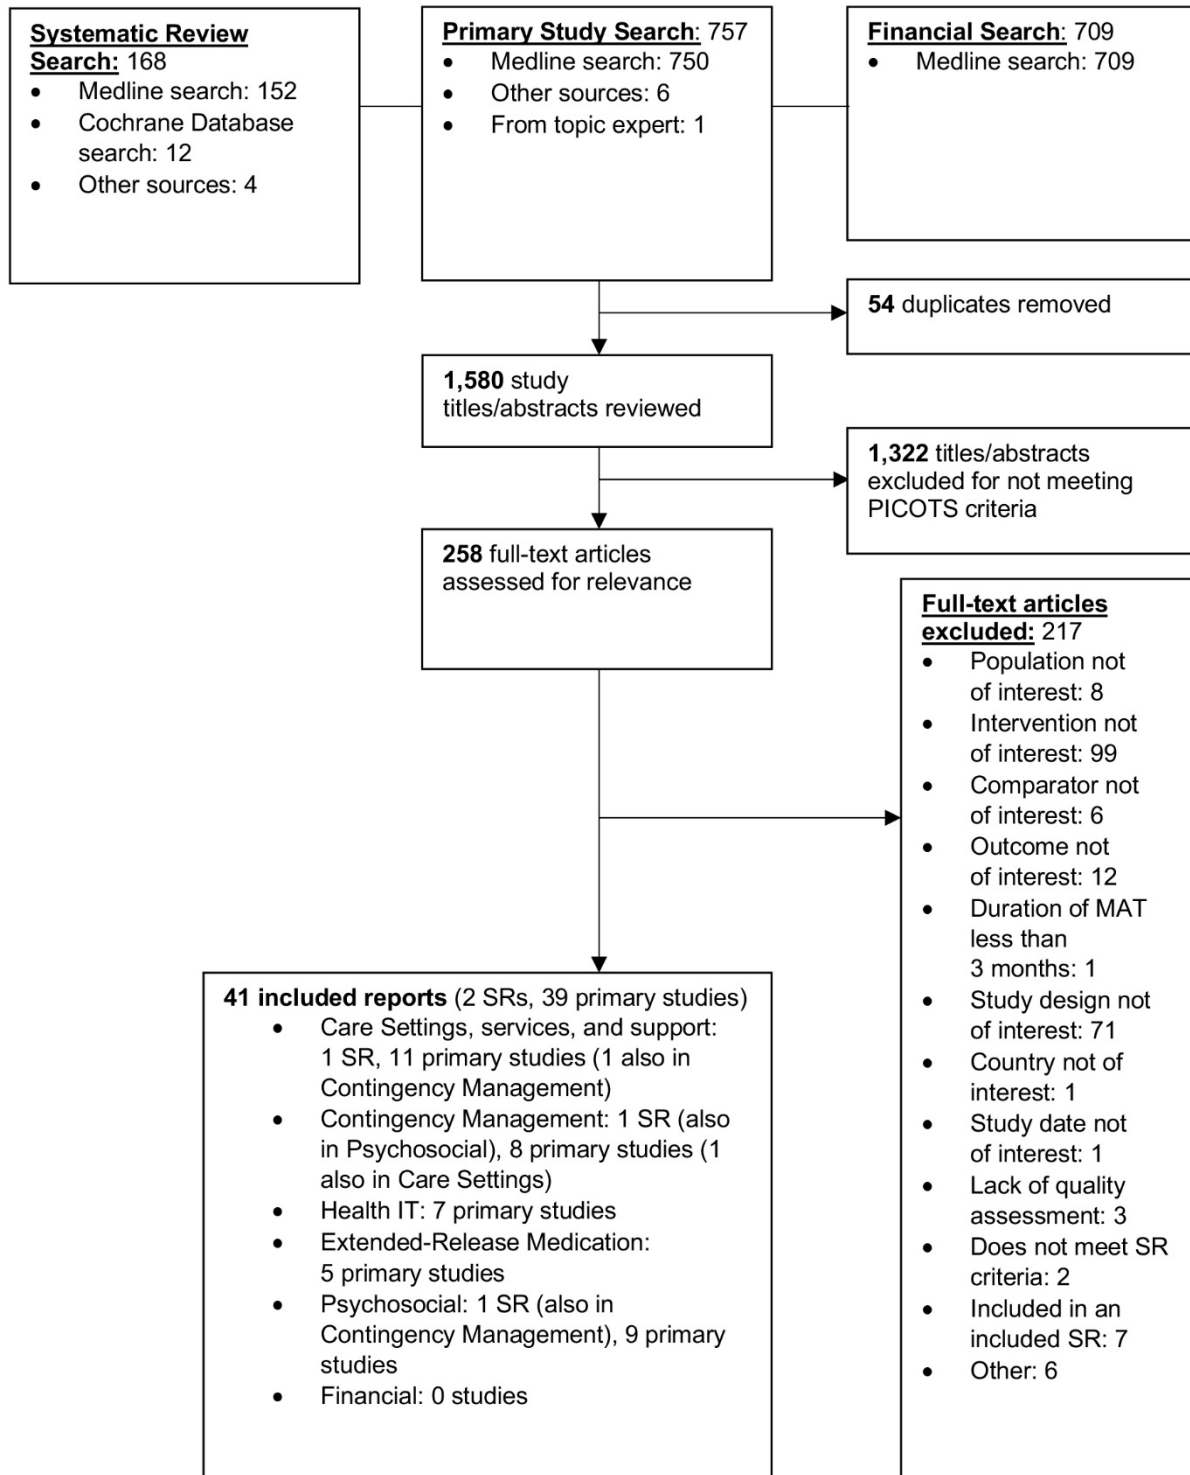 Systematic Review
Search: 168
• Medline search: 152
• Cochrane Database
search: 12
• Other sources: 4
Primary Study Search: 757
• Medline search: 750
• Other sources: 6
• From topic expert: 1
Financial Search: 709
• Medline search: 709
54 duplicates removed
1,580 study
titles/abstracts reviewed
1,322 titles/abstracts
excluded for not meeting
PICOTS criteria
258 full-text articles
assessed for relevance
Full-text articles
excluded: 217
• Population not
of interest: 8
• Intervention not
of interest: 99
• Comparator not
of interest: 6
• Outcome not
of interest: 12
• Duration of MAT
less than
3 months: 1
• Study design not
of interest: 71
• Country not of
interest: 1
• Study date not
of interest: 1
• Lack of quality
assessment: 3
• Does not meet SR
criteria: 2
• Included in an
included SR: 7
• Other: 6
41 included reports (2 SRs, 39 primary studies)
• Care Settings, services, and support:
1 SR, 11 primary studies (1 also in
Contingency Management)
• Contingency Management: 1 SR (also
in Psychosocial), 8 primary studies (1
also in Care Settings)
• Health IT: 7 primary studies
• Extended-Release Medication:
5 primary studies
• Psychosocial: 1 SR (also in
Contingency Management), 9 primary
studies
• Financial: 0 studies